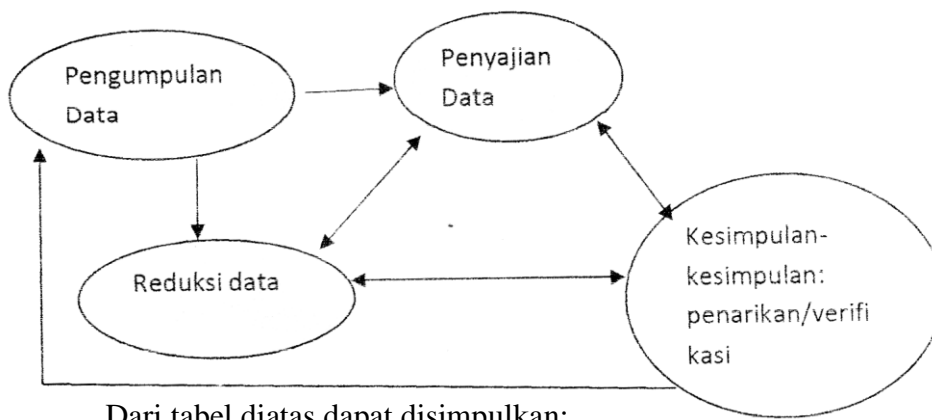 Pengumpulan
Data
Penyajian
Data
Reduksi data
Kesimpulan-
kesimpulan:
penarikan/verifi
kasi
Dari tabel diatas dapat disimpulkan: